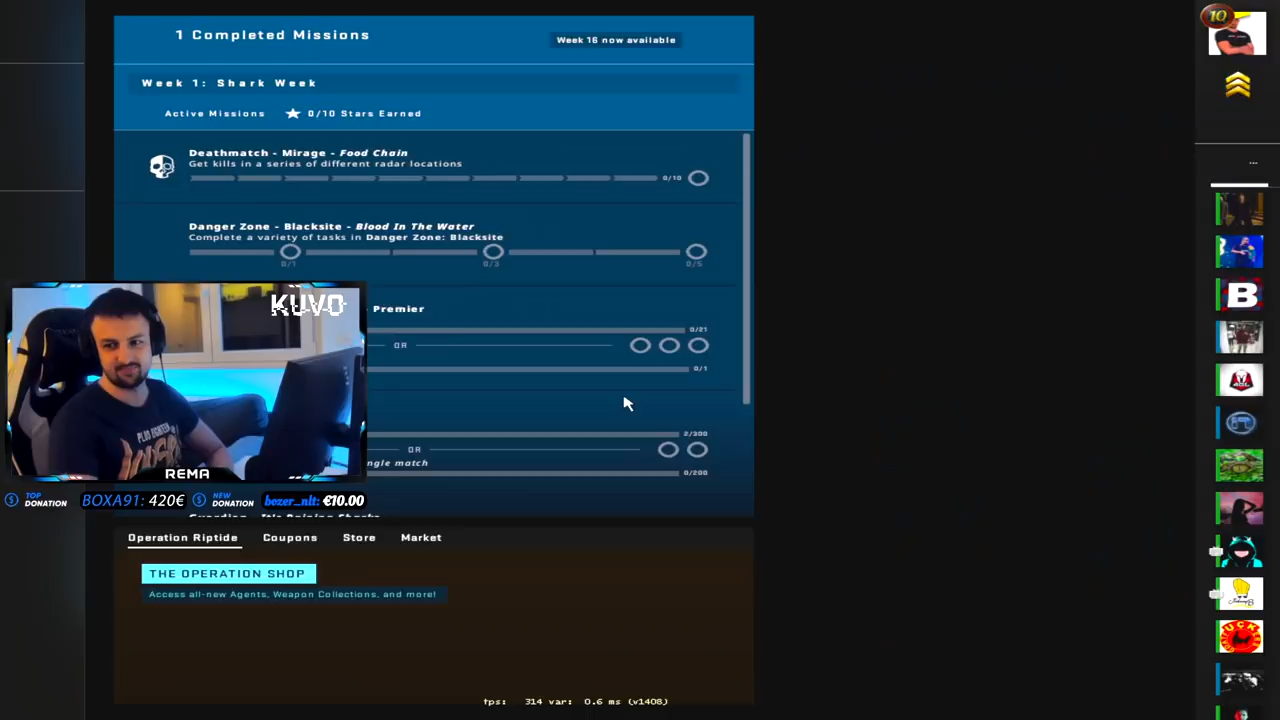 1 Completed Missions
Week 16 now available
Week 1: Shark Week
Active Missions
0/10 Stars Earned
Deathmatch - Mirage - Food Chain
Get kills in a series of different radar locations
0/10
Danger Zone - Blacksite - Blood In The Water
Complete a variety of tasks in Danger Zone: Blacksite
0/1
0/3
0/5
Premier
0/21
OR
0/1
2/300
OR
ngle match
0/200
KUVO
REMA
TOP DONATION
BOXA91: 420€
NEW DONATION
bozer_nlt: €10.00
Operation Riptide
Coupons
Store
Market
THE OPERATION SHOP
Access all-new Agents, Weapon Collections, and more!
fps: 314 var: 0.6 ms (v1408)
10
...
B